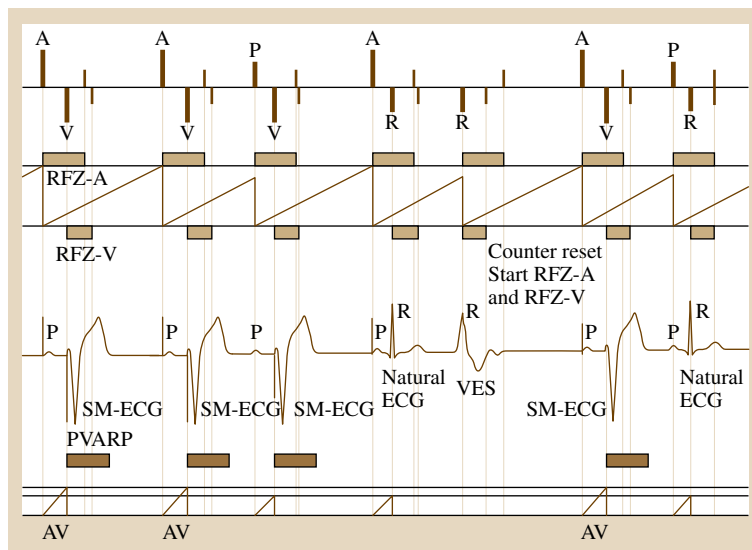 A A P A A P
V V V R R V R
RFZ-A
RFZ-V
Counter reset
Start RFZ-A
and RFZ-V
P P P P R R P P R
Natural
ECG
VES
Natural
ECG
SM-ECG SM-ECG SM-ECG SM-ECG
PVARP
AV AV AV